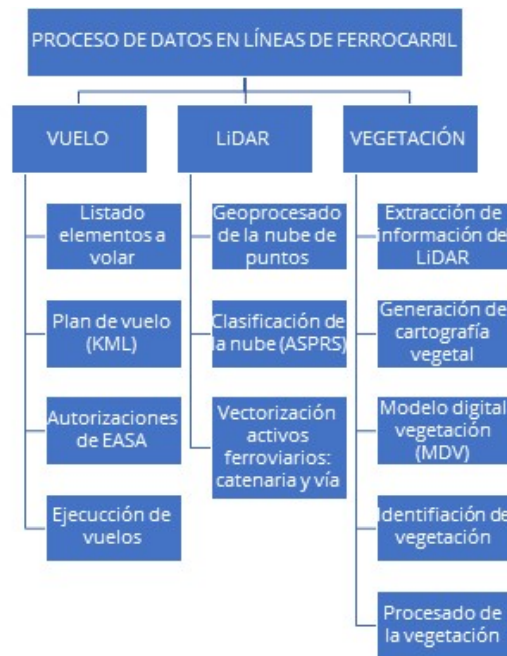 PROCESO DE DATOS EN LÍNEAS DE FERROCARRIL
VUELO
Listado
elementos a
volar
Plan de vuelo
(KML)
Autorizaciones
de EASA
Ejecucción de
vuelos
LiDAR
Geoprocesado
de la nube de
puntos
Clasificación de
la nube (ASPRS)
Vectorización
activos
ferroviarios:
catenaria y vía
VEGETACIÓN
Extracción de
información de
LiDAR
Generación de
cartografía
vegetal
Modelo digital
vegetación
(MDV)
Identifiación de
vegetación
Procesado de
la vegetación